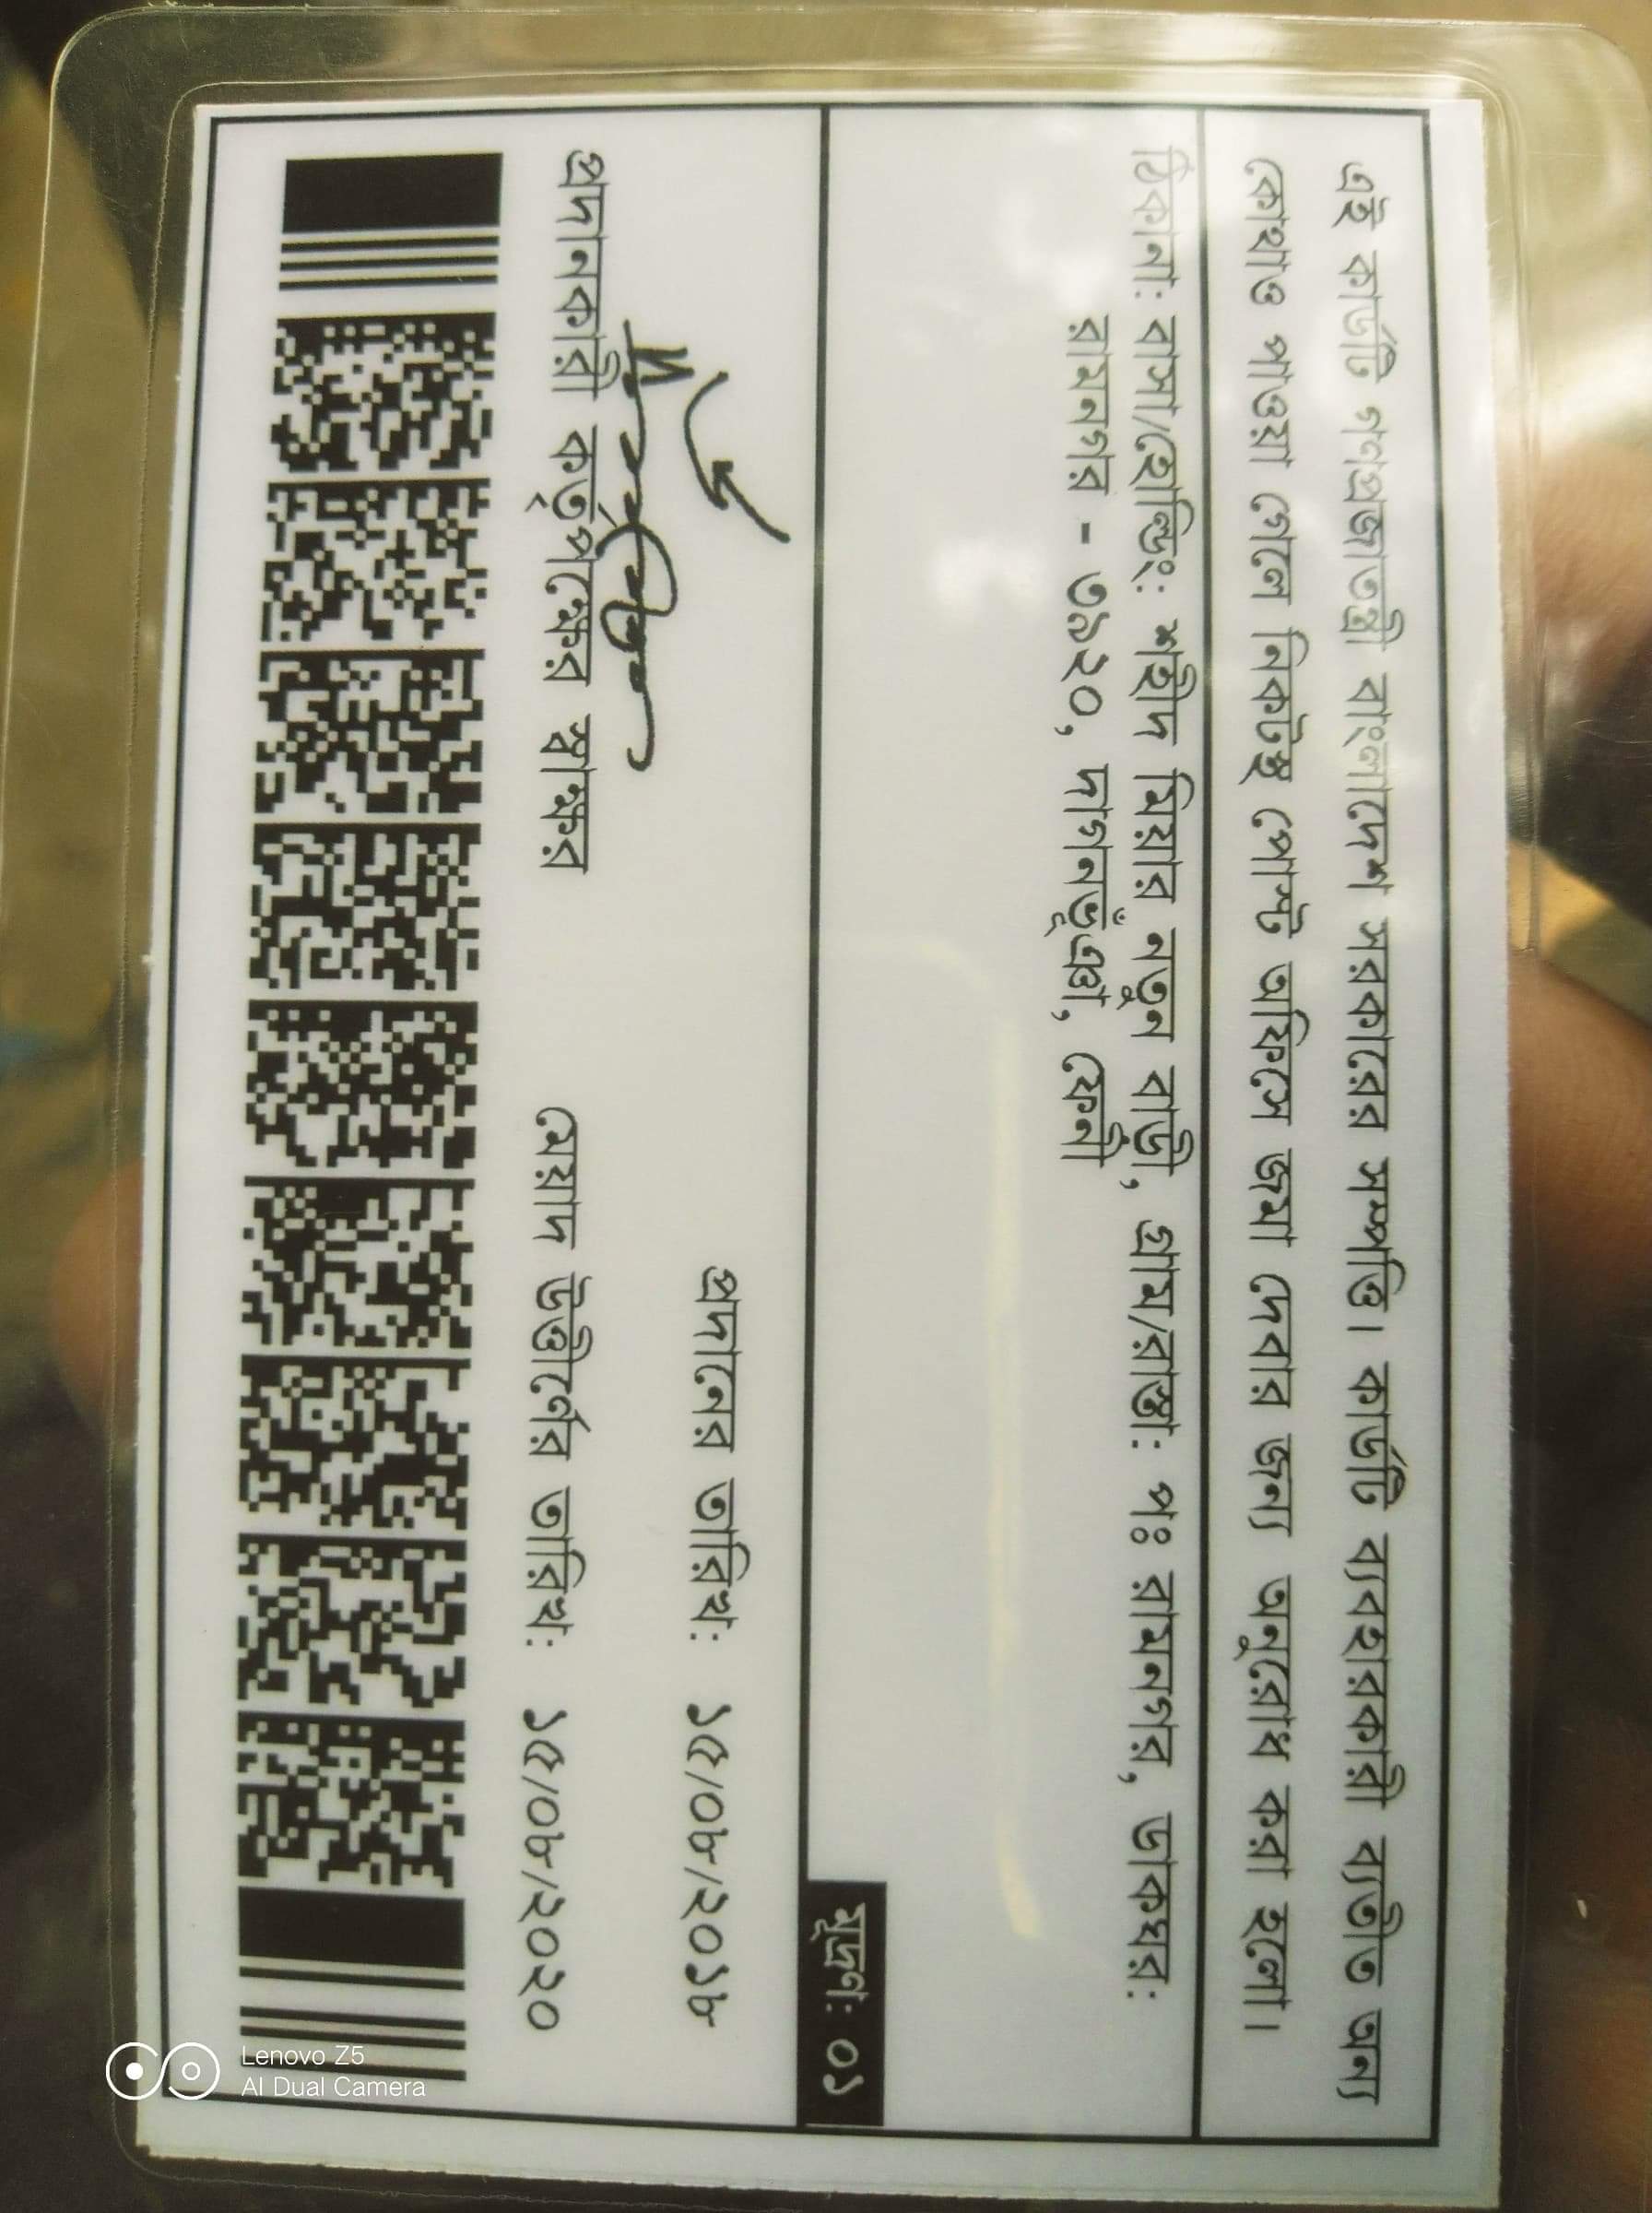 এই কার্ডটি গণপ্রজাতন্ত্রী বাংলাদেশ সরকারের সম্পত্তি। কার্ডটি ব্যবহারকারী ব্যতীত অন্য
কোথাও পাওয়া গেলে নিকটস্থ পোস্ট অফিসে জমা দেবার জন্য অনুরোধ করা হলো।
ঠিকানা: বাসা/হোল্ডিং: শহীদ মিয়ার নতুন বাড়ী, গ্রাম/রাস্তা: পঃ রামনগর, ডাকঘর:
রামনগর - ৩৯২০, দাগনভূঁঞা, ফেনী
মূদ্রণ: ০১
প্রদানের তারিখ: ১৫/০৮/২০১৮
প্রদানকারী কর্তৃপক্ষের স্বাক্ষর
মেয়াদ উত্তীর্ণের তারিখ: ১৫/০৮/২০২০
Lenovo Z5
AI Dual Camera